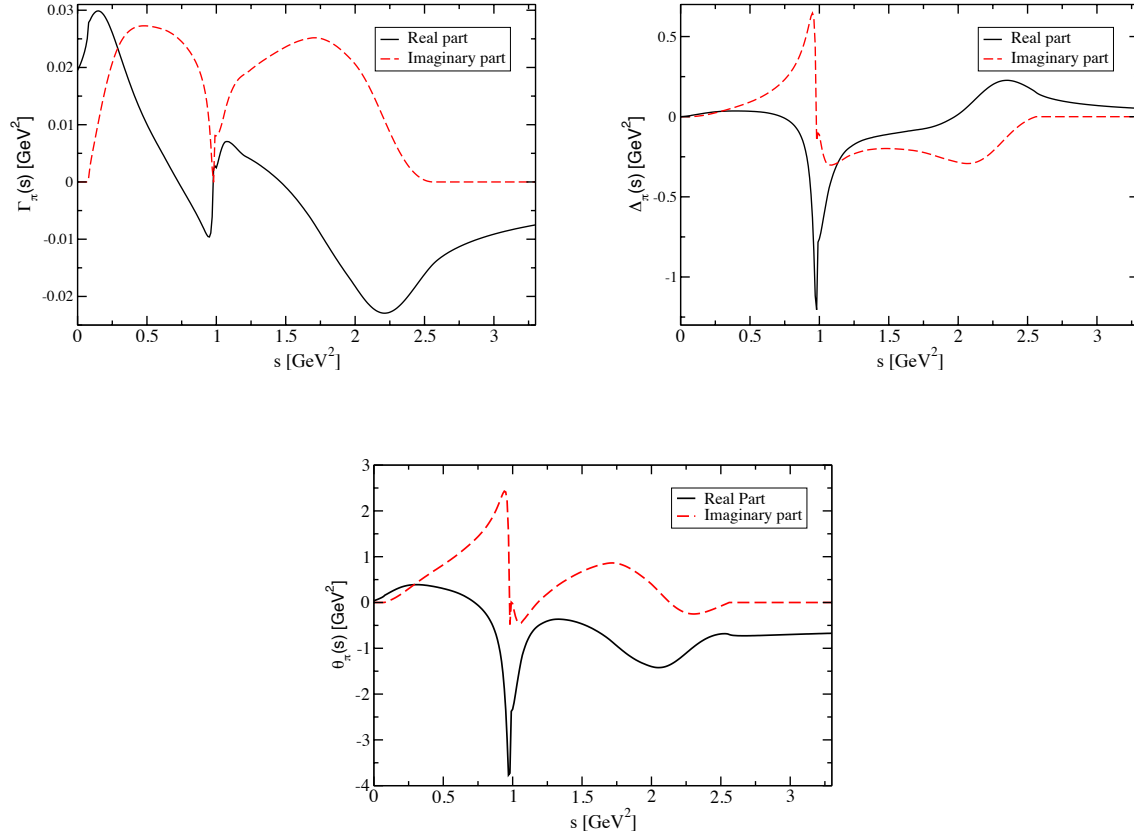 0.03
0.02
0.01
0
-0.01
-0.02
Γ_π(s) [GeV²]
Real part
Imaginary part
0 0.5 1 1.5 2 2.5 3
s [GeV²]
0.5
0
-0.5
-1
Δ_π(s) [GeV²]
Real part
Imaginary part
0 0.5 1 1.5 2 2.5 3
s [GeV²]
3
2
1
0
-1
-2
-3
-4
θ_π(s) [GeV²]
Real Part
Imaginary part
0 0.5 1 1.5 2 2.5 3
s [GeV²]